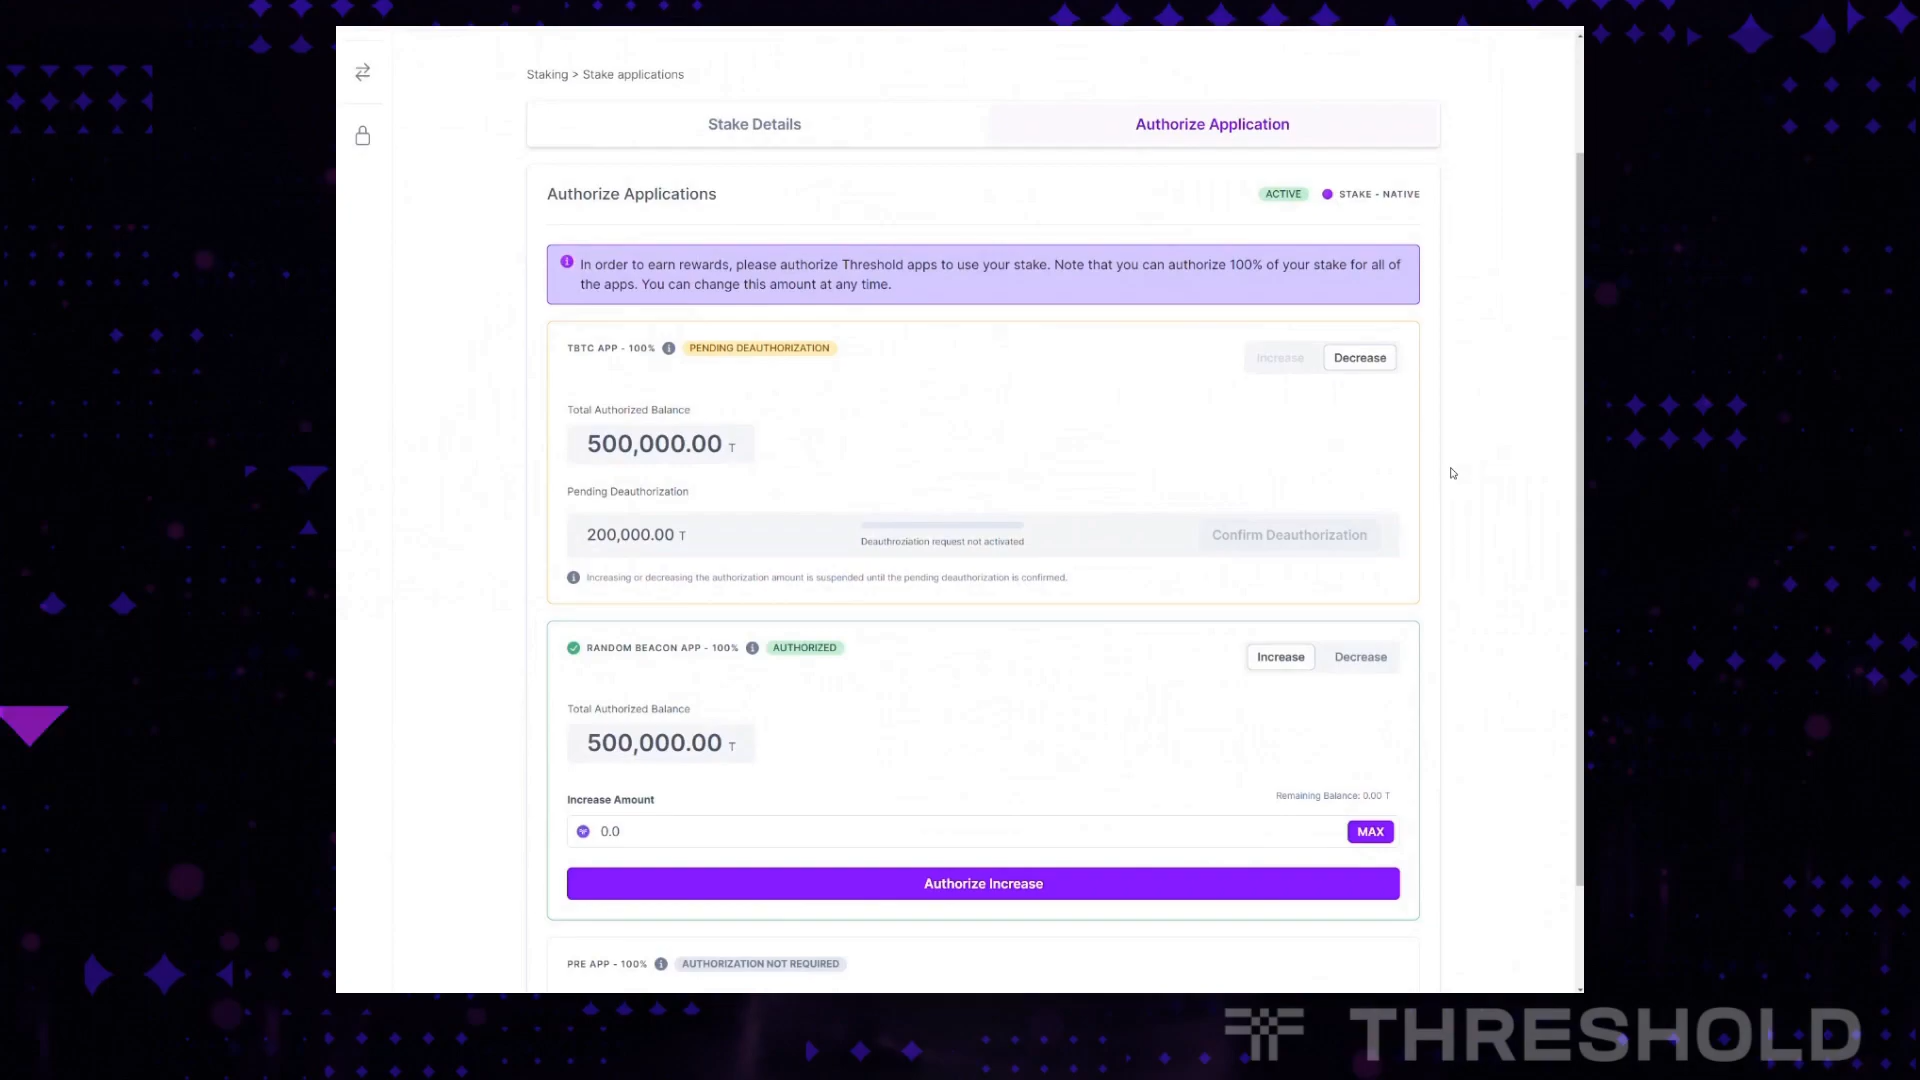 Staking > Stake applications
Stake Details
Authorize Application
Authorize Applications
ACTIVE
STAKE - NATIVE
In order to earn rewards, please authorize Threshold apps to use your stake. Note that you can authorize 100% of your stake for all of
the apps. You can change this amount at any time.
TBTC APP - 100%
PENDING DEAUTHORIZATION
Increase
Decrease
Total Authorized Balance
500,000.00 T
Pending Deauthorization
200,000.00 T
Deauthroziation request not activated
Confirm Deauthorization
Increasing or decreasing the authorization amount is suspended until the pending deauthorization is confirmed.
RANDOM BEACON APP - 100%
AUTHORIZED
Increase
Decrease
Total Authorized Balance
500,000.00 T
Increase Amount
Remaining Balance: 0.00 T
0.0
MAX
Authorize Increase
PRE APP - 100%
AUTHORIZATION NOT REQUIRED
THRESHOLD